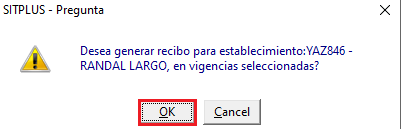 SITPLUS - Pregunta
Desea generar recibo para establecimiento:YAZ846 -
RANDAL LARGO, en vigencias seleccionadas?
OK
Cancel